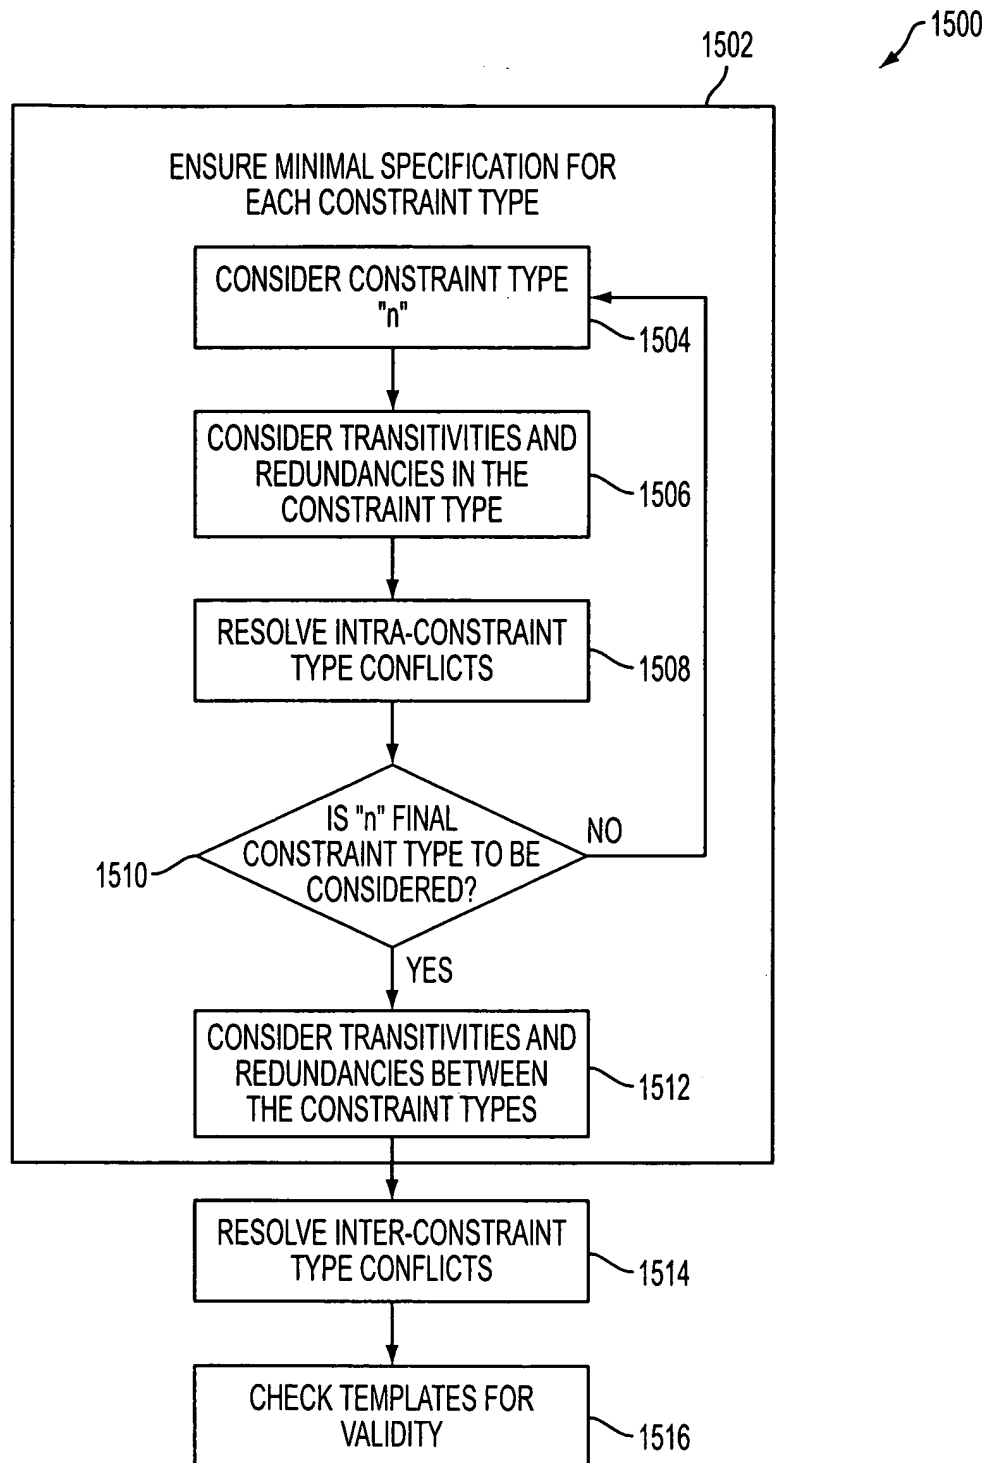 1500
1502
ENSURE MINIMAL SPECIFICATION FOR
EACH CONSTRAINT TYPE
CONSIDER CONSTRAINT TYPE
"n"
1504
CONSIDER TRANSITIVITIES AND
REDUNDANCIES IN THE
CONSTRAINT TYPE
1506
RESOLVE INTRA-CONSTRAINT
TYPE CONFLICTS
1508
IS "n" FINAL
CONSTRAINT TYPE TO BE
CONSIDERED?
NO
1510
YES
CONSIDER TRANSITIVITIES AND
REDUNDANCIES BETWEEN
THE CONSTRAINT TYPES
1512
RESOLVE INTER-CONSTRAINT
TYPE CONFLICTS
1514
CHECK TEMPLATES FOR
VALIDITY
1516